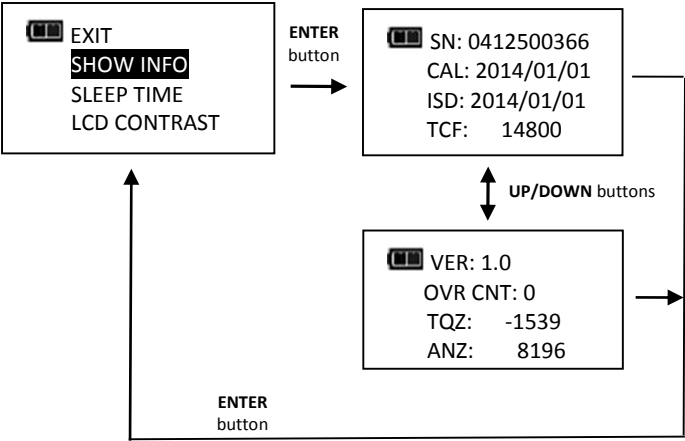 EXIT
SHOW INFO
SLEEP TIME
LCD CONTRAST
ENTER
button
SN: 0412500366
CAL: 2014/01/01
ISD: 2014/01/01
TCF: 14800
UP/DOWN buttons
VER: 1.0
OVR CNT: 0
TQZ: -1539
ANZ: 8196
ENTER
button